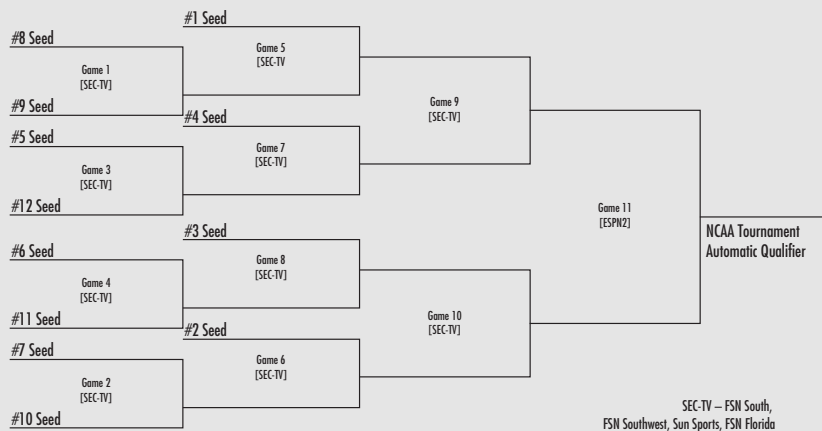 #1 Seed
#8 Seed
Game 5
[SEC-TV
Game 1
[SEC-TV]
Game 9
[SEC-TV]
#9 Seed
#4 Seed
#5 Seed
Game 7
[SEC-TV]
Game 3
[SEC-TV]
#12 Seed
Game 11
[ESPN2]
NCAA Tournament
Automatic Qualifier
#3 Seed
#6 Seed
Game 8
[SEC-TV]
Game 4
[SEC-TV]
Game 10
[SEC-TV]
#11 Seed
#2 Seed
#7 Seed
Game 6
[SEC-TV]
Game 2
[SEC-TV]
#10 Seed
SEC-TV – FSN South,
FSN Southwest, Sun Sports, FSN Florida